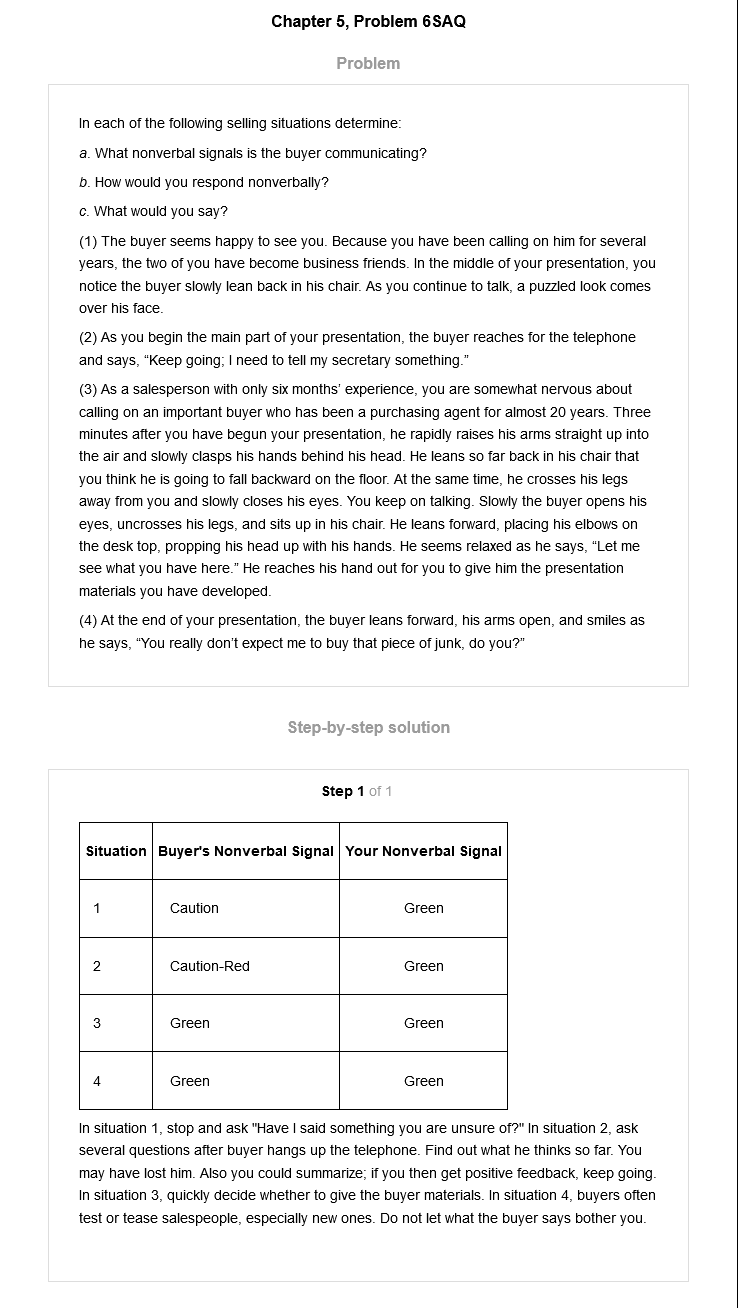 Chapter 5, Problem 6SAQ
Problem
In each of the following selling situations determine:
a. What nonverbal signals is the buyer communicating?
b. How would you respond nonverbally?
c. What would you say?
(1) The buyer seems happy to see you. Because you have been calling on him for several
years, the two of you have become business friends. In the middle of your presentation, you
notice the buyer slowly lean back in his chair. As you continue to talk, a puzzled look comes
over his face.
(2) As you begin the main part of your presentation, the buyer reaches for the telephone
and says, “Keep going; I need to tell my secretary something.”
(3) As a salesperson with only six months’ experience, you are somewhat nervous about
calling on an important buyer who has been a purchasing agent for almost 20 years. Three
minutes after you have begun your presentation, he rapidly raises his arms straight up into
the air and slowly clasps his hands behind his head. He leans so far back in his chair that
you think he is going to fall backward on the floor. At the same time, he crosses his legs
away from you and slowly closes his eyes. You keep on talking. Slowly the buyer opens his
eyes, uncrosses his legs, and sits up in his chair. He leans forward, placing his elbows on
the desk top, propping his head up with his hands. He seems relaxed as he says, “Let me
see what you have here.” He reaches his hand out for you to give him the presentation
materials you have developed.
(4) At the end of your presentation, the buyer leans forward, his arms open, and smiles as
he says, “You really don’t expect me to buy that piece of junk, do you?”
Step-by-step solution
Step 1 of 1
Situation Buyer's Nonverbal Signal Your Nonverbal Signal
1 Caution Green
2 Caution-Red Green
3 Green Green
4 Green Green
In situation 1, stop and ask "Have I said something you are unsure of?" In situation 2, ask
several questions after buyer hangs up the telephone. Find out what he thinks so far. You
may have lost him. Also you could summarize; if you then get positive feedback, keep going.
In situation 3, quickly decide whether to give the buyer materials. In situation 4, buyers often
test or tease salespeople, especially new ones. Do not let what the buyer says bother you.